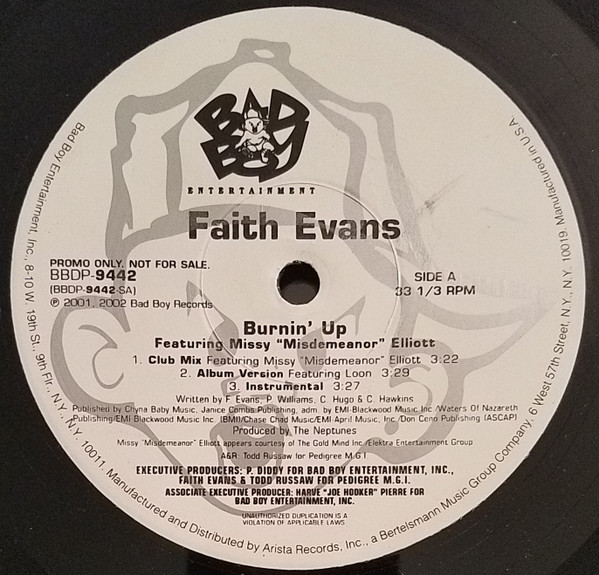 BAD
BOY
ENTERTAINMENT
Faith Evans
PROMO ONLY. NOT FOR SALE.
BBDP-9442
(BBDP-9442-SA)
℗ 2001, 2002 Bad Boy Records
SIDE A
33 1/3 RPM
Burnin' Up
Featuring Missy "Misdemeanor" Elliott
1. Club Mix Featuring Missy "Misdemeanor" Elliott 3:22
2. Album Version Featuring Loon 3:29
3. Instrumental 3:27
Written by F. Evans, P. Williams, C. Hugo & C. Hawkins
Published by Chyna Baby Music, Janice Combs Publishing, adm. by EMI-Blackwood Music Inc./Waters Of Nazareth
Publishing/EMI Blackwood Music Inc. (BMI)/Chase Chad Music/EMI-April Music, Inc./Don Ceno Publishing (ASCAP)
Produced by The Neptunes
Missy "Misdemeanor" Elliott appears courtesy of The Gold Mind Inc./Elektra Entertainment Group
A&R: Todd Russaw for Pedigree M.G.I.
EXECUTIVE PRODUCERS: P. DIDDY FOR BAD BOY ENTERTAINMENT, INC.,
FAITH EVANS & TODD RUSSAW FOR PEDIGREE M.G.I.
ASSOCIATE EXECUTIVE PRODUCER: HARVE "JOE HOOKER" PIERRE FOR
BAD BOY ENTERTAINMENT, INC.
UNAUTHORIZED DUPLICATION IS A
VIOLATION OF APPLICABLE LAWS
Bad Boy Entertainment, Inc., 8-10 W. 19th St., 9th Flr., N.Y., N.Y. 10011. Manufactured and Distributed by Arista Records, Inc., a Bertelsmann Music Group Company, 6 West 57th Street, N.Y., N.Y. 10019. Manufactured in U.S.A.